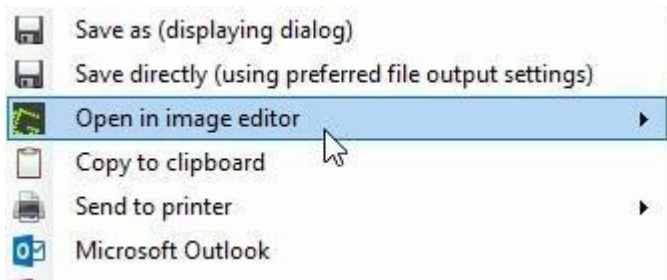 Save as (displaying dialog)
Save directly (using preferred file output settings)
Open in image editor
Copy to clipboard
Send to printer
Microsoft Outlook